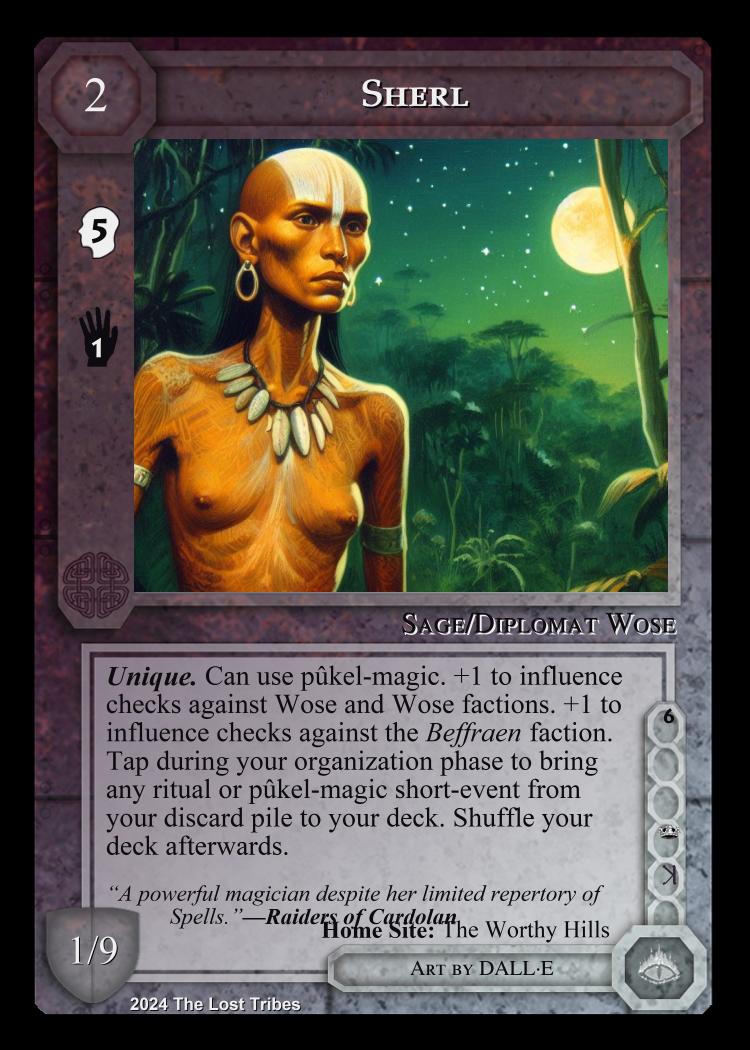 2
Sherl
5
1
Sage/Diplomat Wose
Unique. Can use pûkel-magic. +1 to influence
checks against Wose and Wose factions. +1 to
influence checks against the Beffraen faction.
Tap during your organization phase to bring
any ritual or pûkel-magic short-event from
your discard pile to your deck. Shuffle your
deck afterwards.
6
“A powerful magician despite her limited repertory of
Spells.”—Raiders of Cardolan
Home Site: The Worthy Hills
1/9
Art by DALL·E
2024 The Lost Tribes